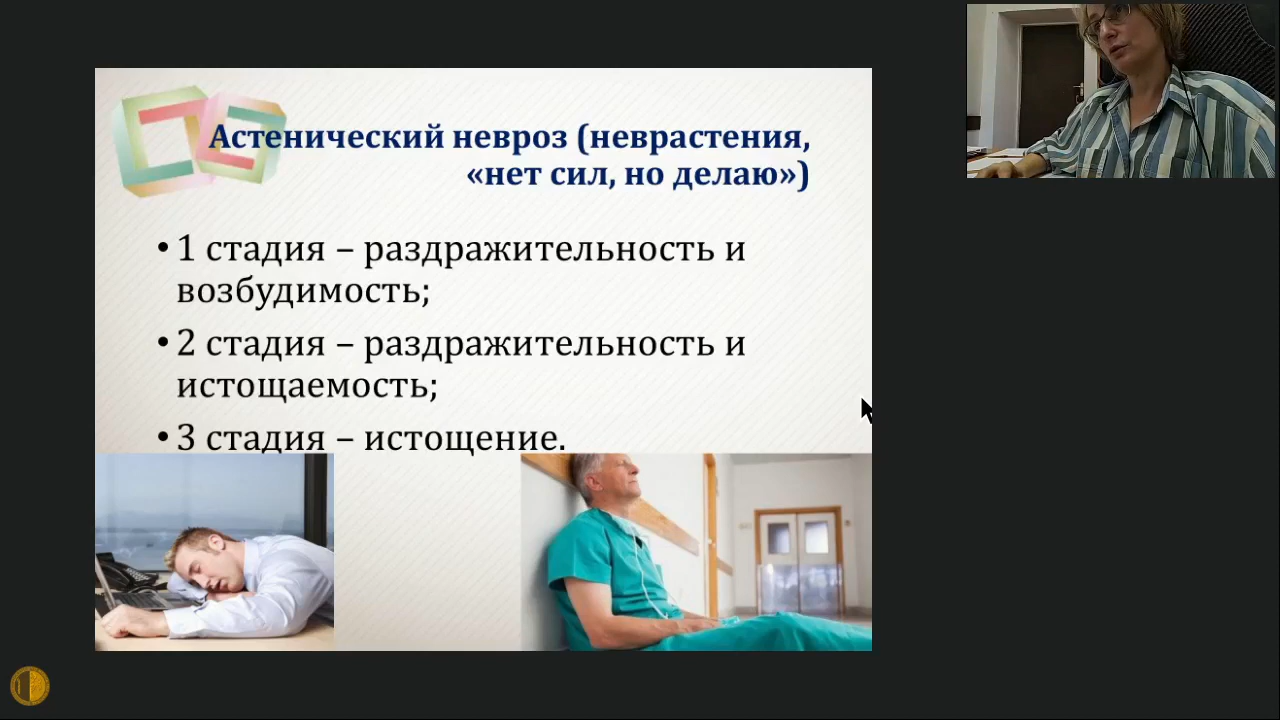 Астенический невроз (неврастения,
«нет сил, но делаю»)
• 1 стадия – раздражительность и
возбудимость;
• 2 стадия – раздражительность и
истощаемость;
• 3 стадия – истощение.